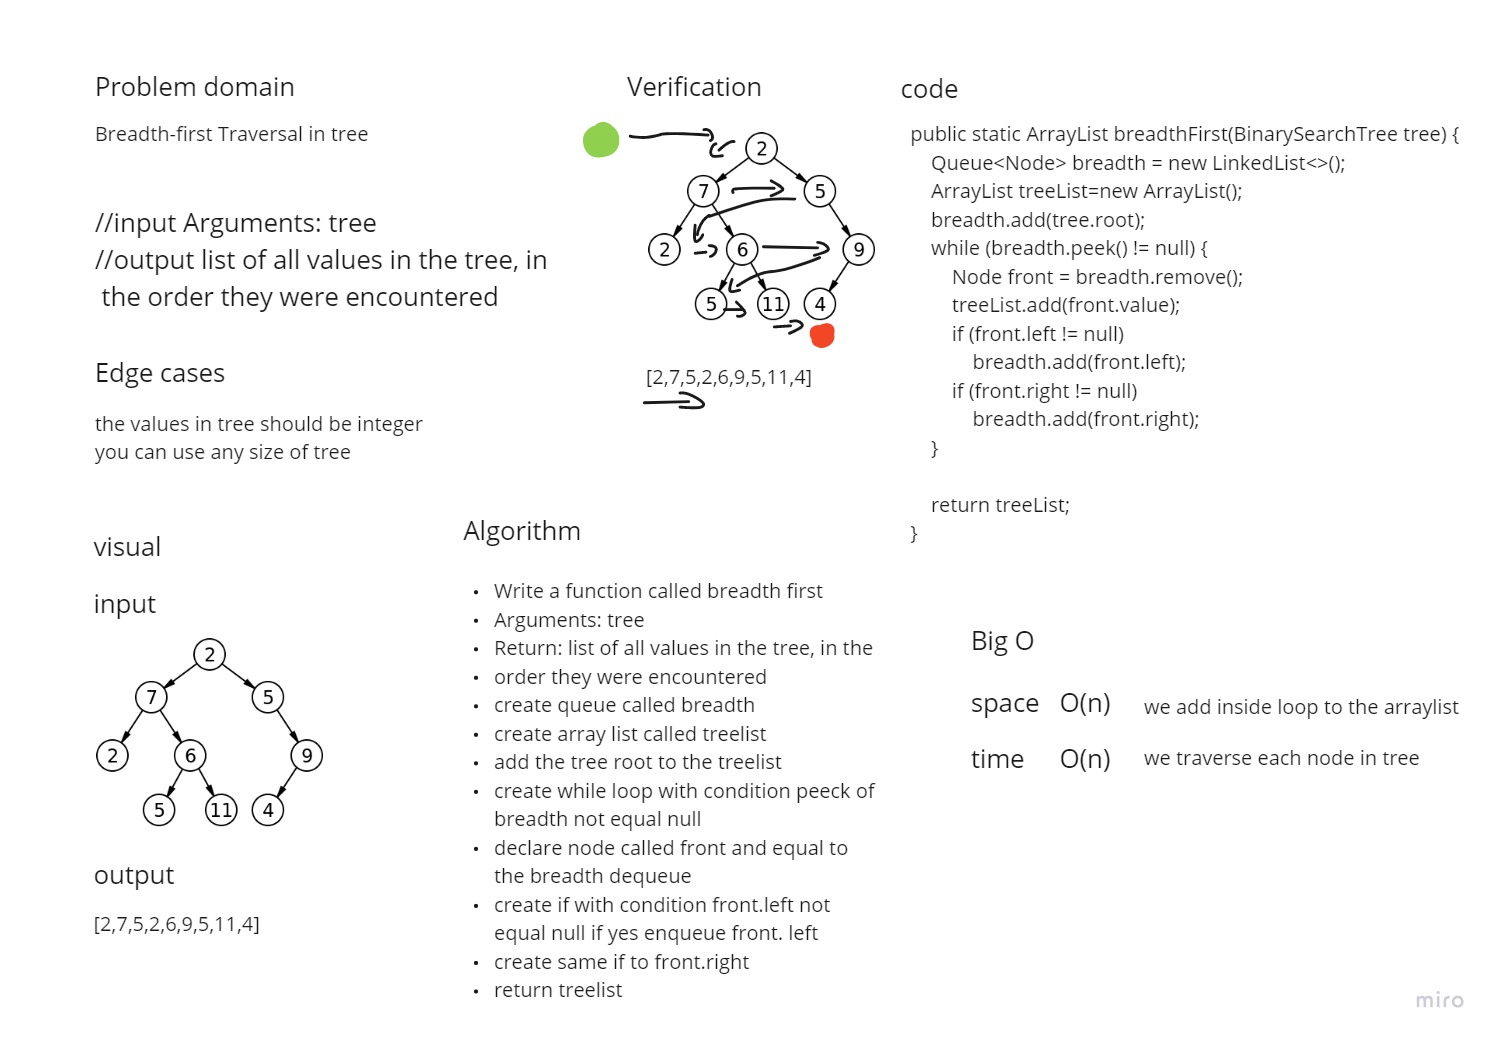 Problem domain
Breadth-first Traversal in tree
//input Arguments: tree
//output list of all values in the tree, in
the order they were encountered
Edge cases
the values in tree should be integer
you can use any size of tree
visual
input
2
7 5
2 6 9
5 11 4
output
[2,7,5,2,6,9,5,11,4]
Verification
2
7 5
2 6 9
5 11 4
[2,7,5,2,6,9,5,11,4]
Algorithm
• Write a function called breadth first
• Arguments: tree
• Return: list of all values in the tree, in the
• order they were encountered
• create queue called breadth
• create array list called treelist
• add the tree root to the treelist
• create while loop with condition peeck of
breadth not equal null
• declare node called front and equal to
the breadth dequeue
• create if with condition front.left not
equal null if yes enqueue front. left
• create same if to front.right
• return treelist
code
public static ArrayList breadthFirst(BinarySearchTree tree) {
Queue<Node> breadth = new LinkedList<>();
ArrayList treeList=new ArrayList();
breadth.add(tree.root);
while (breadth.peek() != null) {
Node front = breadth.remove();
treeList.add(front.value);
if (front.left != null)
breadth.add(front.left);
if (front.right != null)
breadth.add(front.right);
}
return treeList;
}
Big O
space O(n) we add inside loop to the arraylist
time O(n) we traverse each node in tree
miro